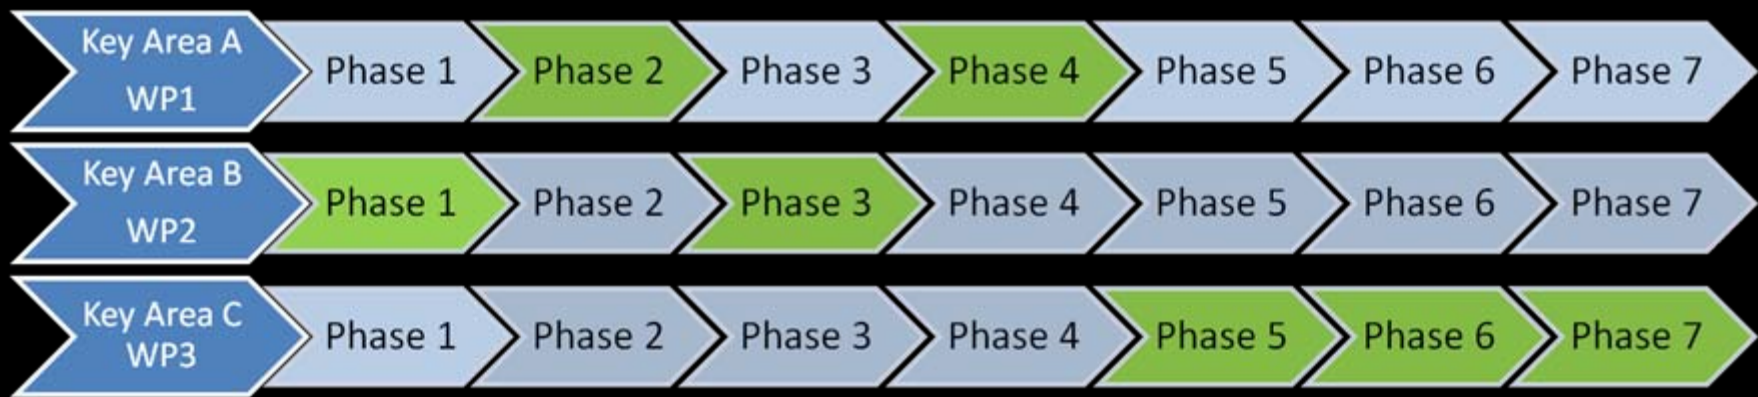 Key Area A
WP1
Phase 1
Phase 2
Phase 3
Phase 4
Phase 5
Phase 6
Phase 7
Key Area B
WP2
Phase 1
Phase 2
Phase 3
Phase 4
Phase 5
Phase 6
Phase 7
Key Area C
WP3
Phase 1
Phase 2
Phase 3
Phase 4
Phase 5
Phase 6
Phase 7